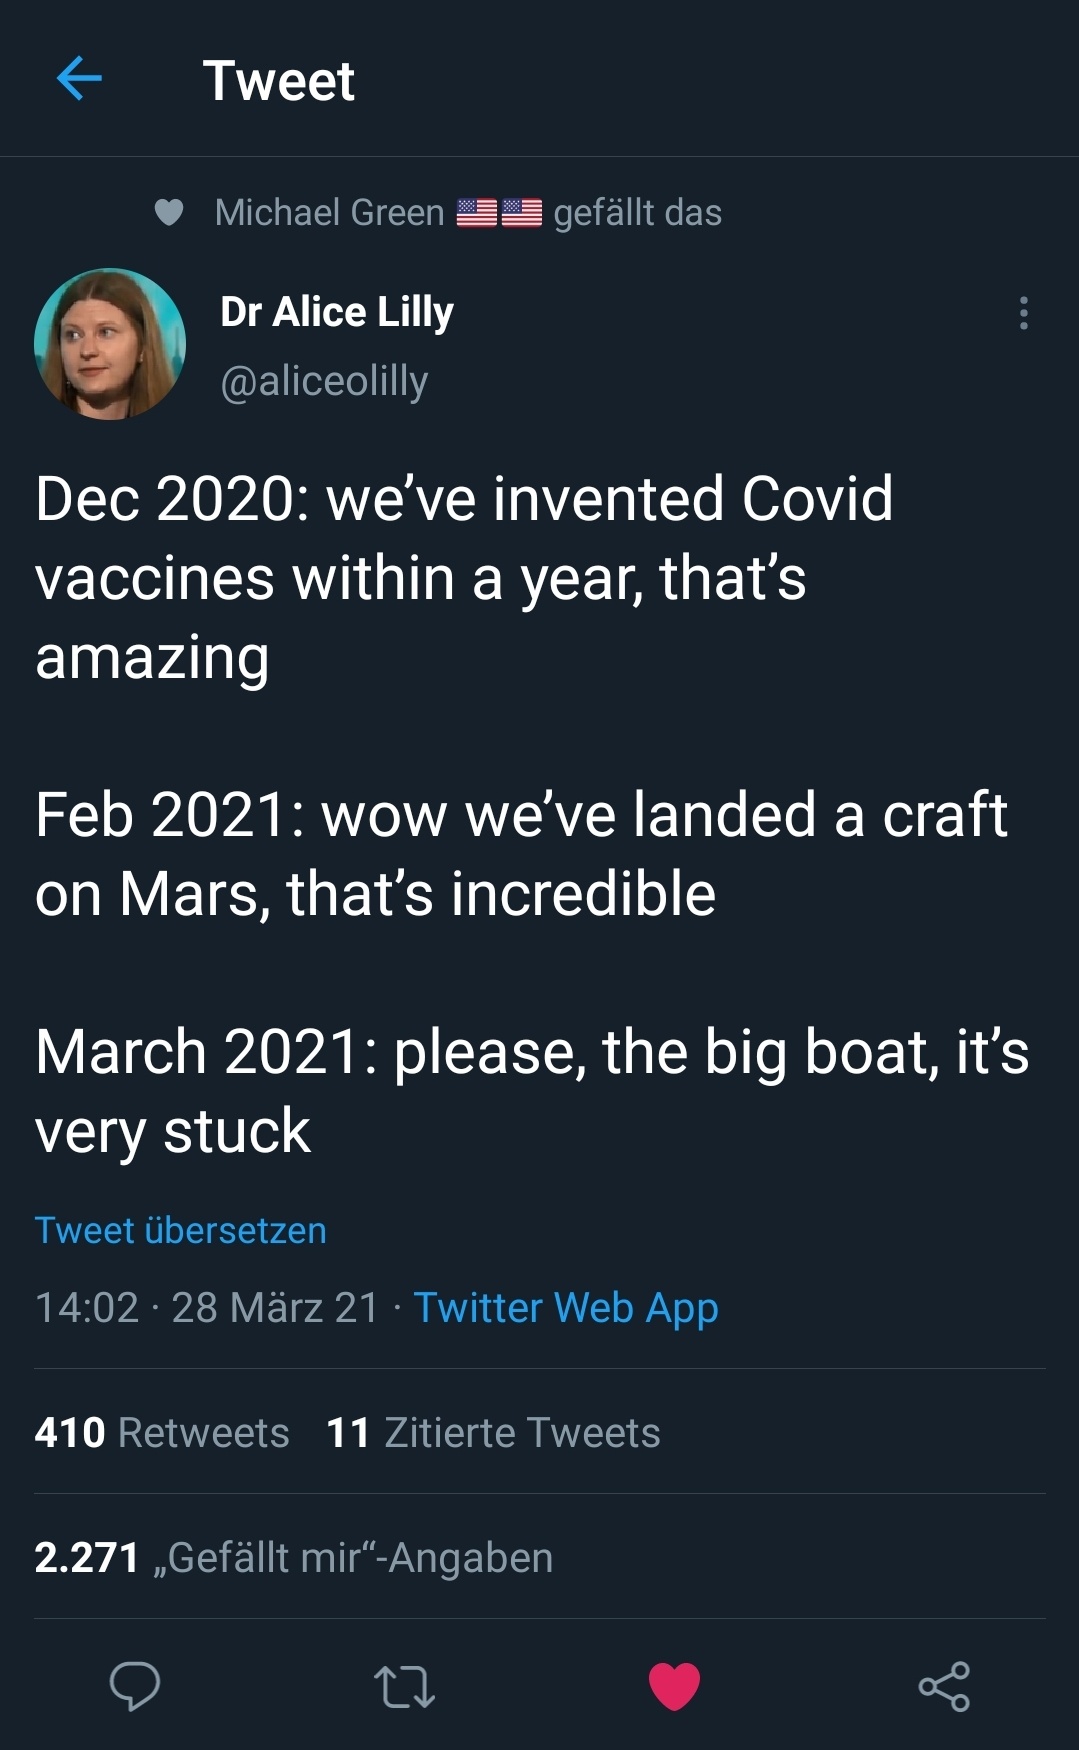 Tweet
Michael Green 🇺🇸🇺🇸 gefällt das
Dr Alice Lilly
@aliceolilly
Dec 2020: we’ve invented Covid
vaccines within a year, that’s
amazing
Feb 2021: wow we’ve landed a craft
on Mars, that’s incredible
March 2021: please, the big boat, it’s
very stuck
Tweet übersetzen
14:02 · 28 März 21 · Twitter Web App
410 Retweets 11 Zitierte Tweets
2.271 „Gefällt mir“-Angaben